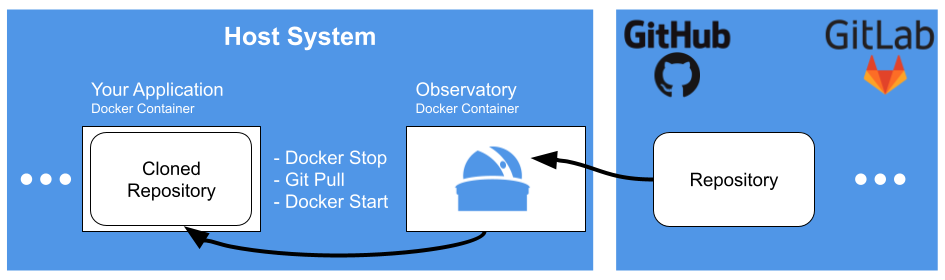 Host System
Your Application
Docker Container
Cloned
Repository
- Docker Stop
- Git Pull
- Docker Start
Observatory
Docker Container
GitHub
GitLab
Repository